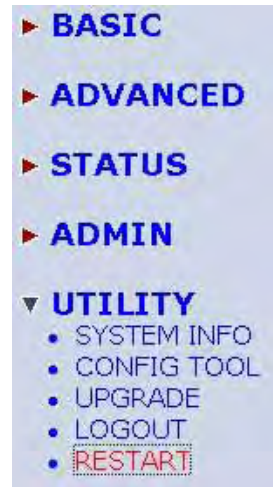 BASIC
ADVANCED
STATUS
ADMIN
UTILITY
SYSTEM INFO
CONFIG TOOL
UPGRADE
LOGOUT
RESTART